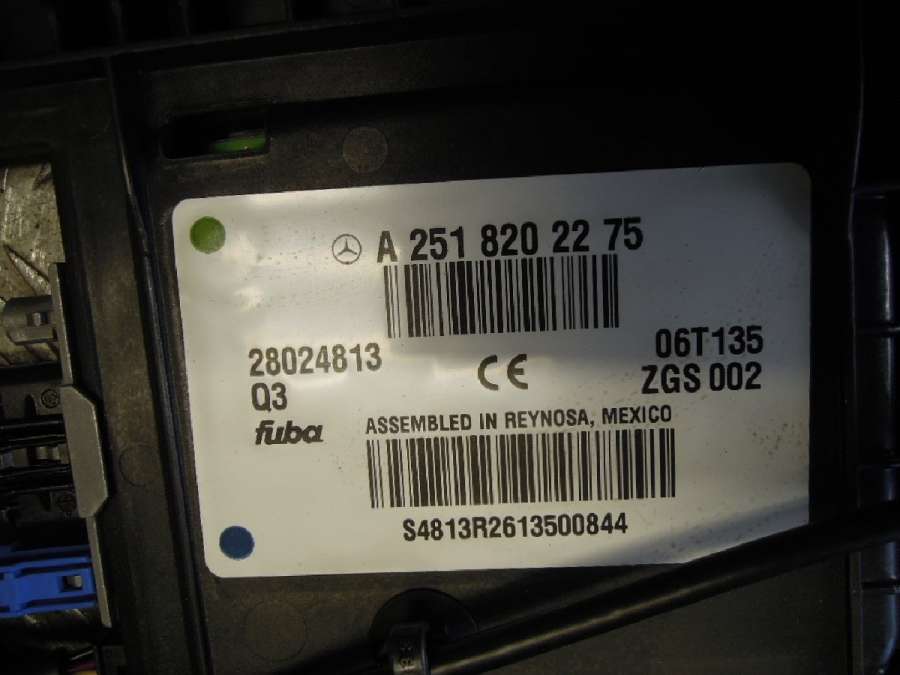 A 251 820 22 75
28024813
06T135
Q3
CE
ZGS 002
fuba
ASSEMBLED IN REYNOSA, MEXICO
S4813R2613500844